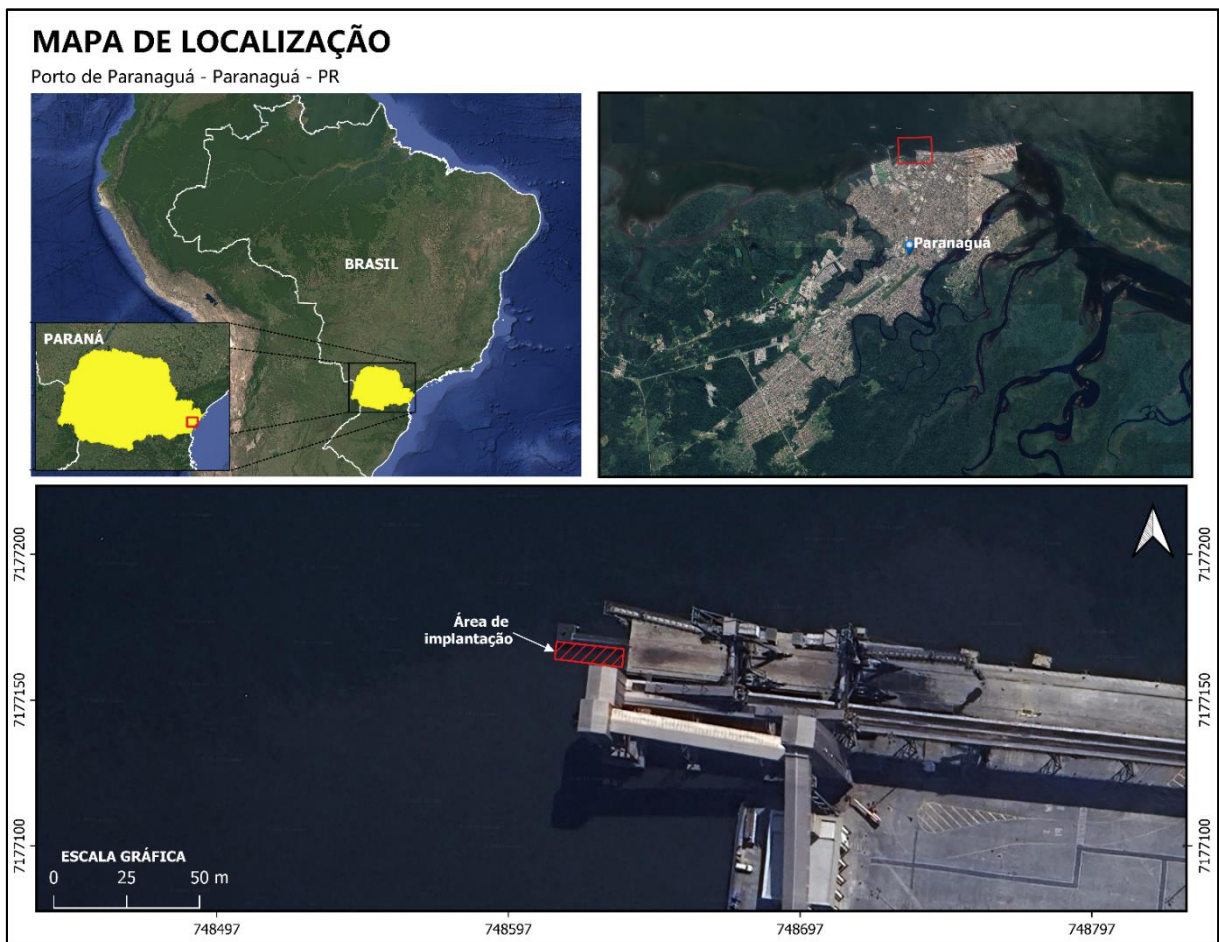 MAPA DE LOCALIZAÇÃO
Porto de Paranaguá - Paranaguá - PR
BRASIL
PARANÁ
Paranaguá
7177200
7177150
7177100
Área de
implantação
ESCALA GRÁFICA
0 25 50 m
7177200
7177150
7177100
748497 748597 748697 748797